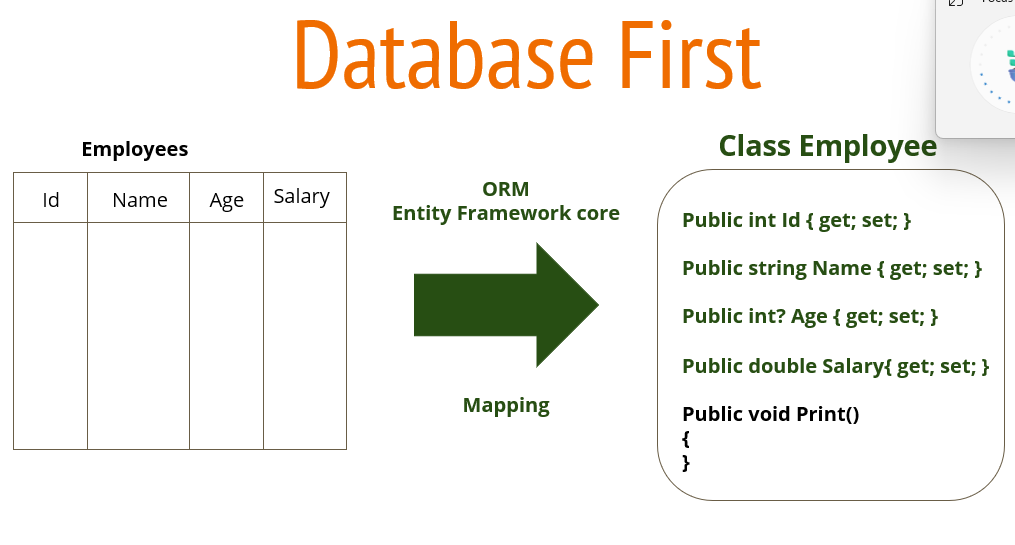 Database First
Employees
Id Name Age Salary
ORM
Entity Framework core
Mapping
Class Employee
Public int Id { get; set; }
Public string Name { get; set; }
Public int? Age { get; set; }
Public double Salary{ get; set; }
Public void Print()
{
}